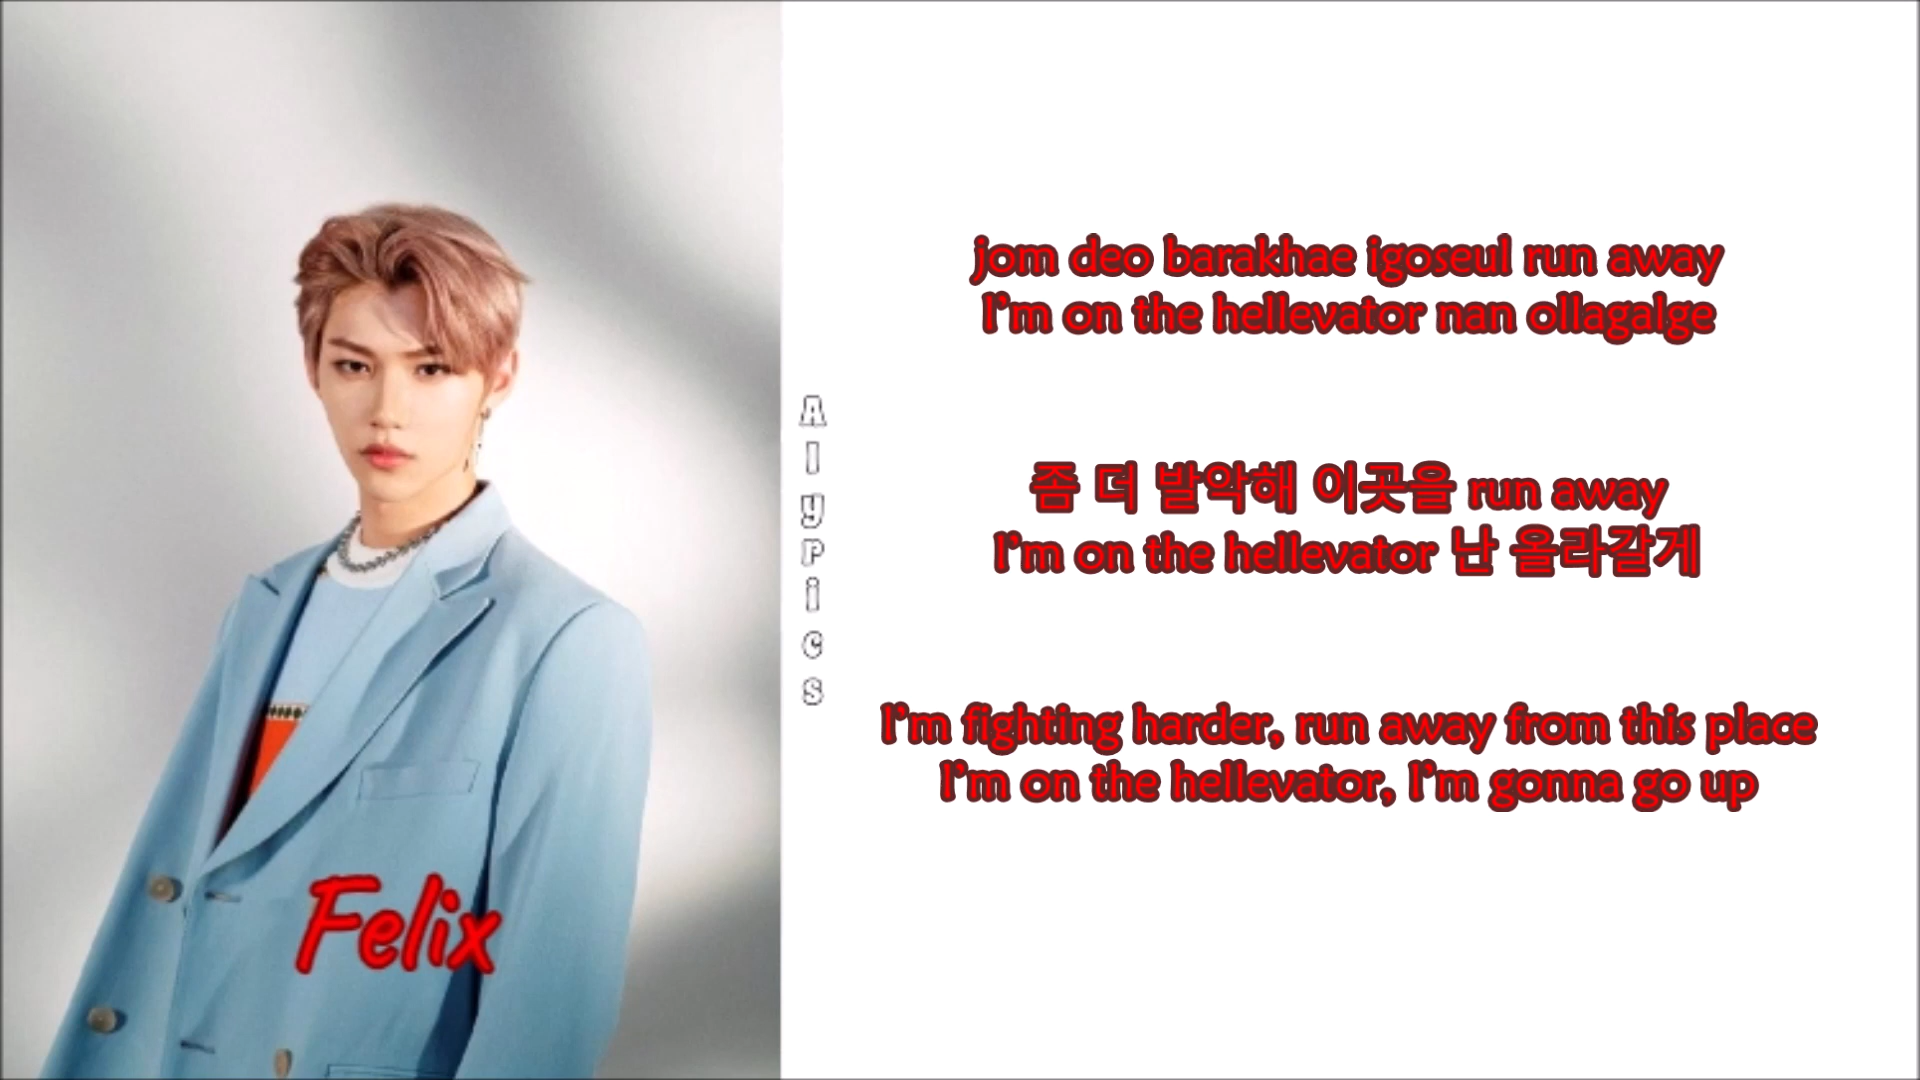 Felix
AlyPics
jom deo barakhae igoseul run away
I'm on the hellevator nan ollagalge
좀 더 발악해 이곳을 run away
I'm on the hellevator 난 올라갈게
I'm fighting harder, run away from this place
I'm on the hellevator, I'm gonna go up